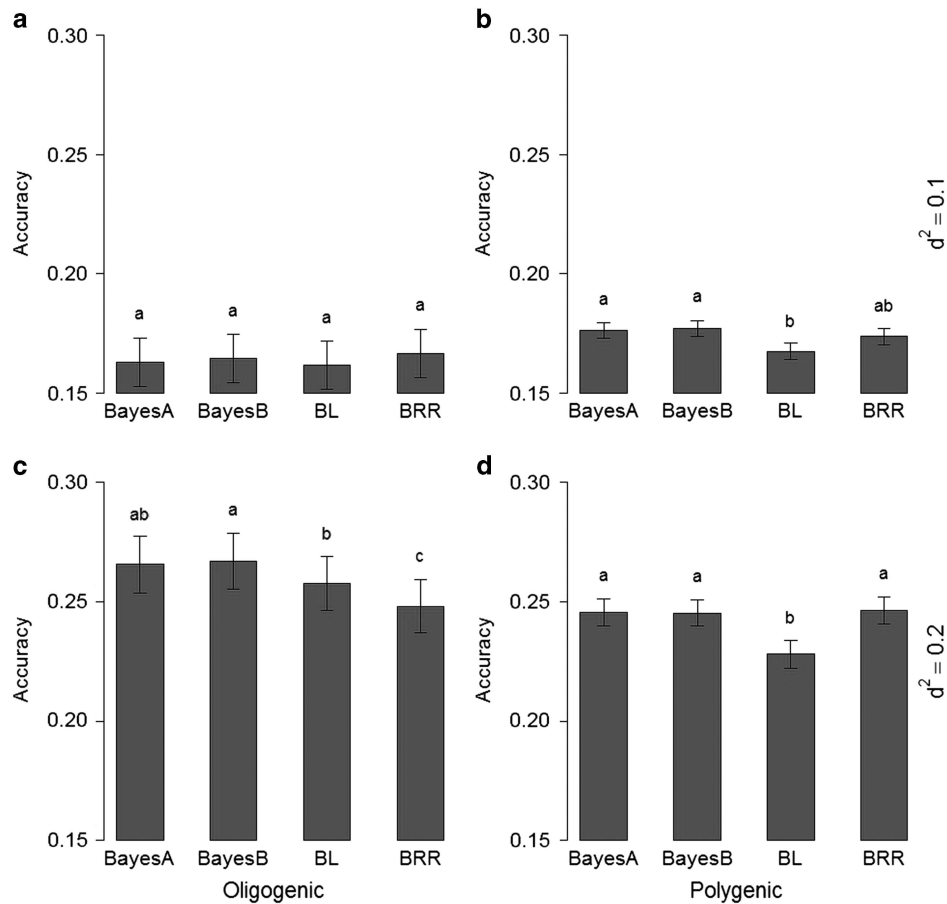 a
0.30
0.25
0.20
0.15
Accuracy
a a a a
BayesA BayesB BL BRR
b
0.30
0.25
0.20
0.15
Accuracy
a a b ab
BayesA BayesB BL BRR
d² = 0.1
c
0.30
0.25
0.20
0.15
Accuracy
ab a b c
BayesA BayesB BL BRR
Oligogenic
d
0.30
0.25
0.20
0.15
Accuracy
a a b a
BayesA BayesB BL BRR
Polygenic
d² = 0.2